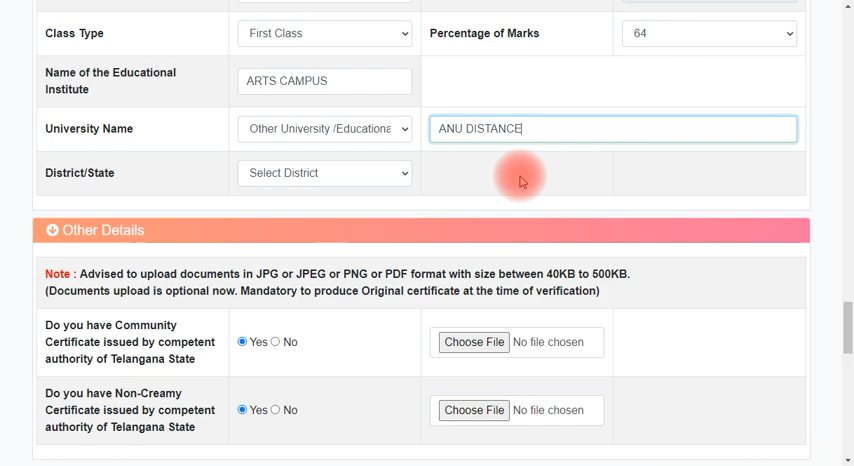 Class Type First Class Percentage of Marks 64
Name of the Educational
Institute ARTS CAMPUS
University Name Other University /Educationa ANU DISTANCE
District/State Select District
Other Details
Note : Advised to upload documents in JPG or JPEG or PNG or PDF format with size between 40KB to 500KB.
(Documents upload is optional now. Mandatory to produce Original certificate at the time of verification)
Do you have Community
Certificate issued by competent Yes No Choose File No file chosen
authority of Telangana State
Do you have Non-Creamy
Certificate issued by competent Yes No Choose File No file chosen
authority of Telangana State